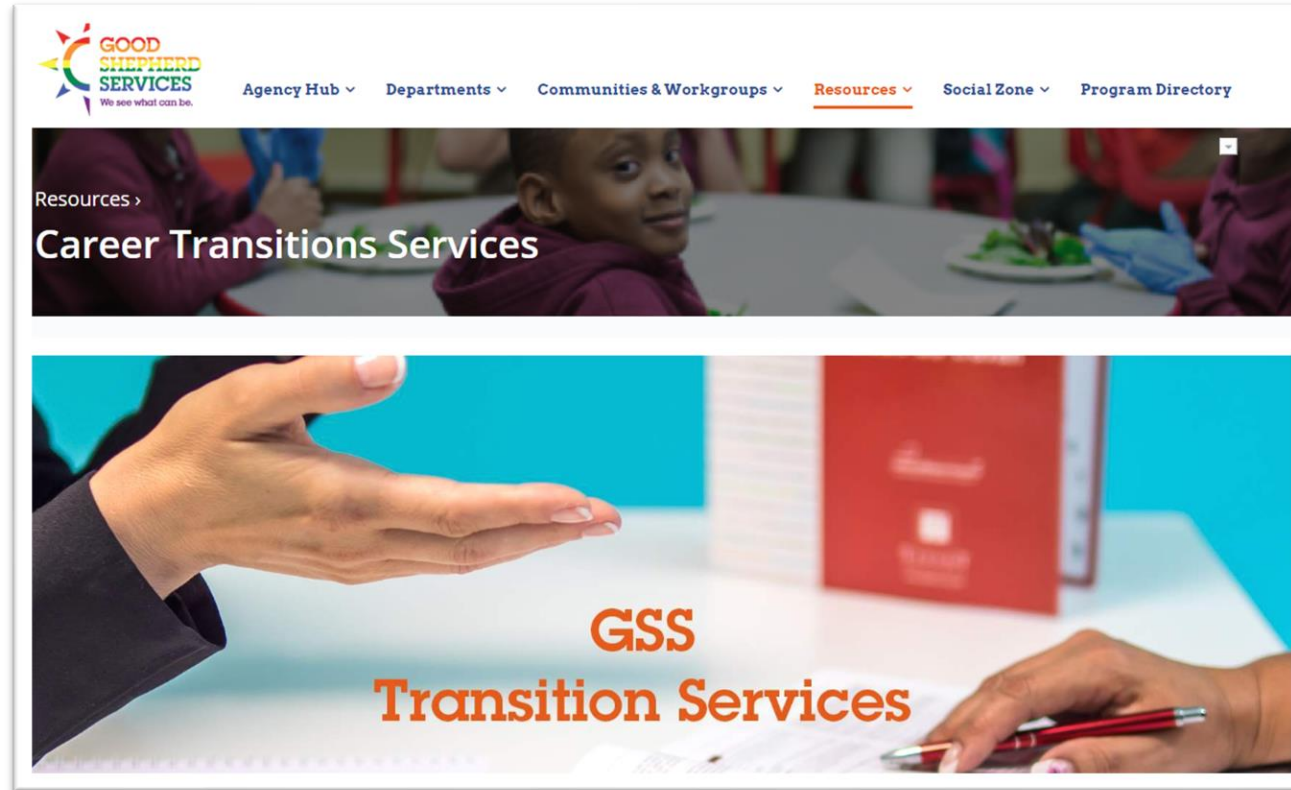 GOOD
SHEPHERD
SERVICES
We see what can be.
Agency Hub
Departments
Communities & Workgroups
Resources
Social Zone
Program Directory
Resources ›
Career Transitions Services
GSS
Transition Services